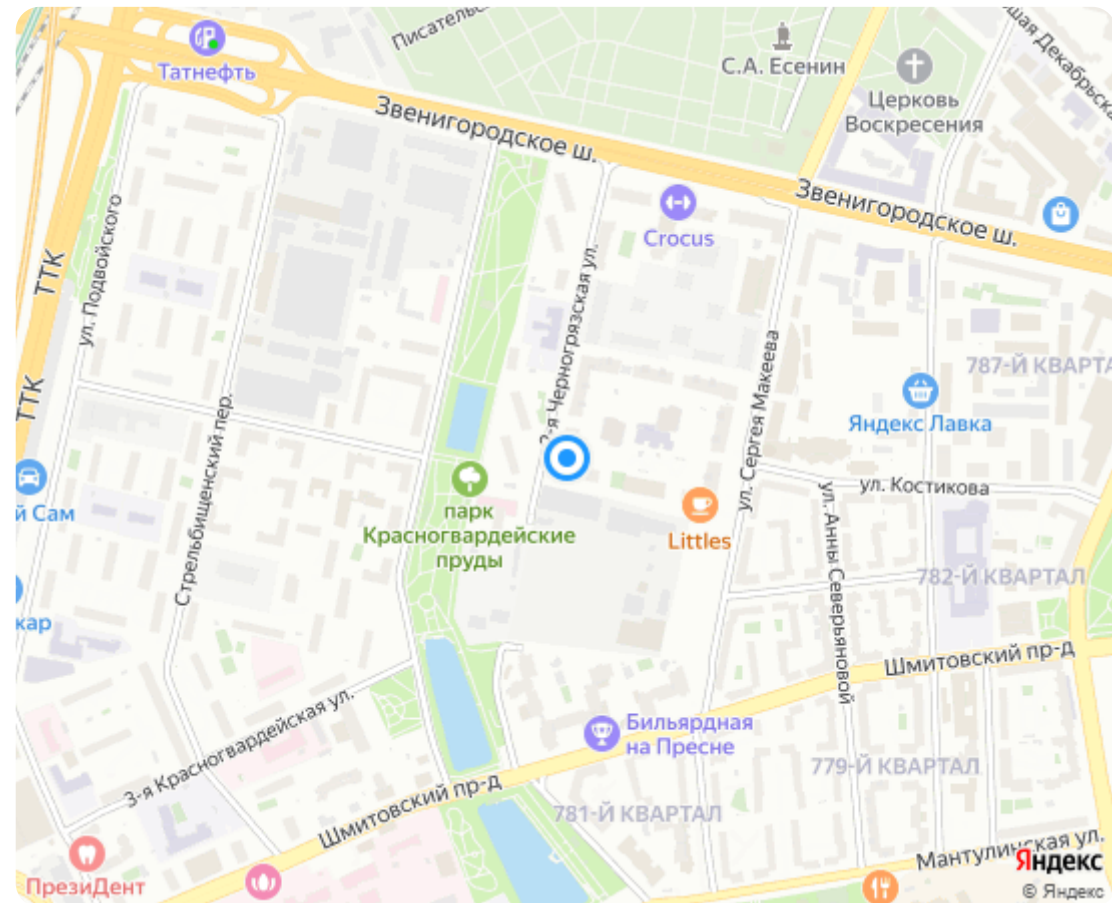 Писательс
С.А. Есенин
шая Декабрьска
Татнефть
Церковь
Воскресения
Звенигородское ш.
Звенигородское ш.
Crocus
ул. Подвойского
ТТК
2-я Черногрязская ул.
ул. Сергея Макеева
787-Й КВАРТА
ТТК
Яндекс Лавка
Стрельбищенский пер.
й Сам
парк
Красногвардейские
пруды
Littles
ул. Костикова
ул. Анны Северьяновой
782-Й КВАРТАЛ
кар
Шмитовский пр-д
3-я Красногвардейская ул.
Бильярдная
на Пресне
779-Й КВАРТАЛ
Шмитовский пр-д
781-Й КВАРТАЛ
Мантулинская ул.
ПрезиДент
Яндекс
© Яндекс